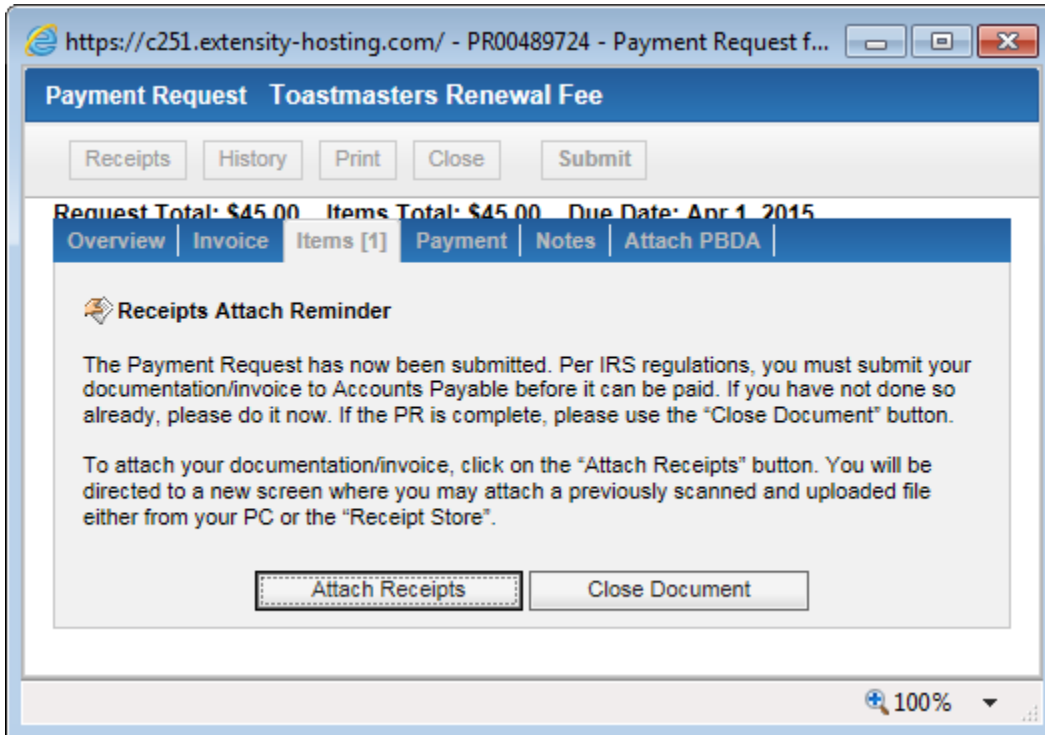 https://c251.extensity-hosting.com/ - PR00489724 - Payment Request f...
Payment Request Toastmasters Renewal Fee
Receipts History Print Close Submit
Request Total: $45.00 Items Total: $45.00 Due Date: Apr 1, 2015
Overview Invoice Items [1] Payment Notes Attach PBDA
Receipts Attach Reminder
The Payment Request has now been submitted. Per IRS regulations, you must submit your
documentation/invoice to Accounts Payable before it can be paid. If you have not done so
already, please do it now. If the PR is complete, please use the “Close Document” button.
To attach your documentation/invoice, click on the “Attach Receipts” button. You will be
directed to a new screen where you may attach a previously scanned and uploaded file
either from your PC or the “Receipt Store”.
Attach Receipts Close Document
100%